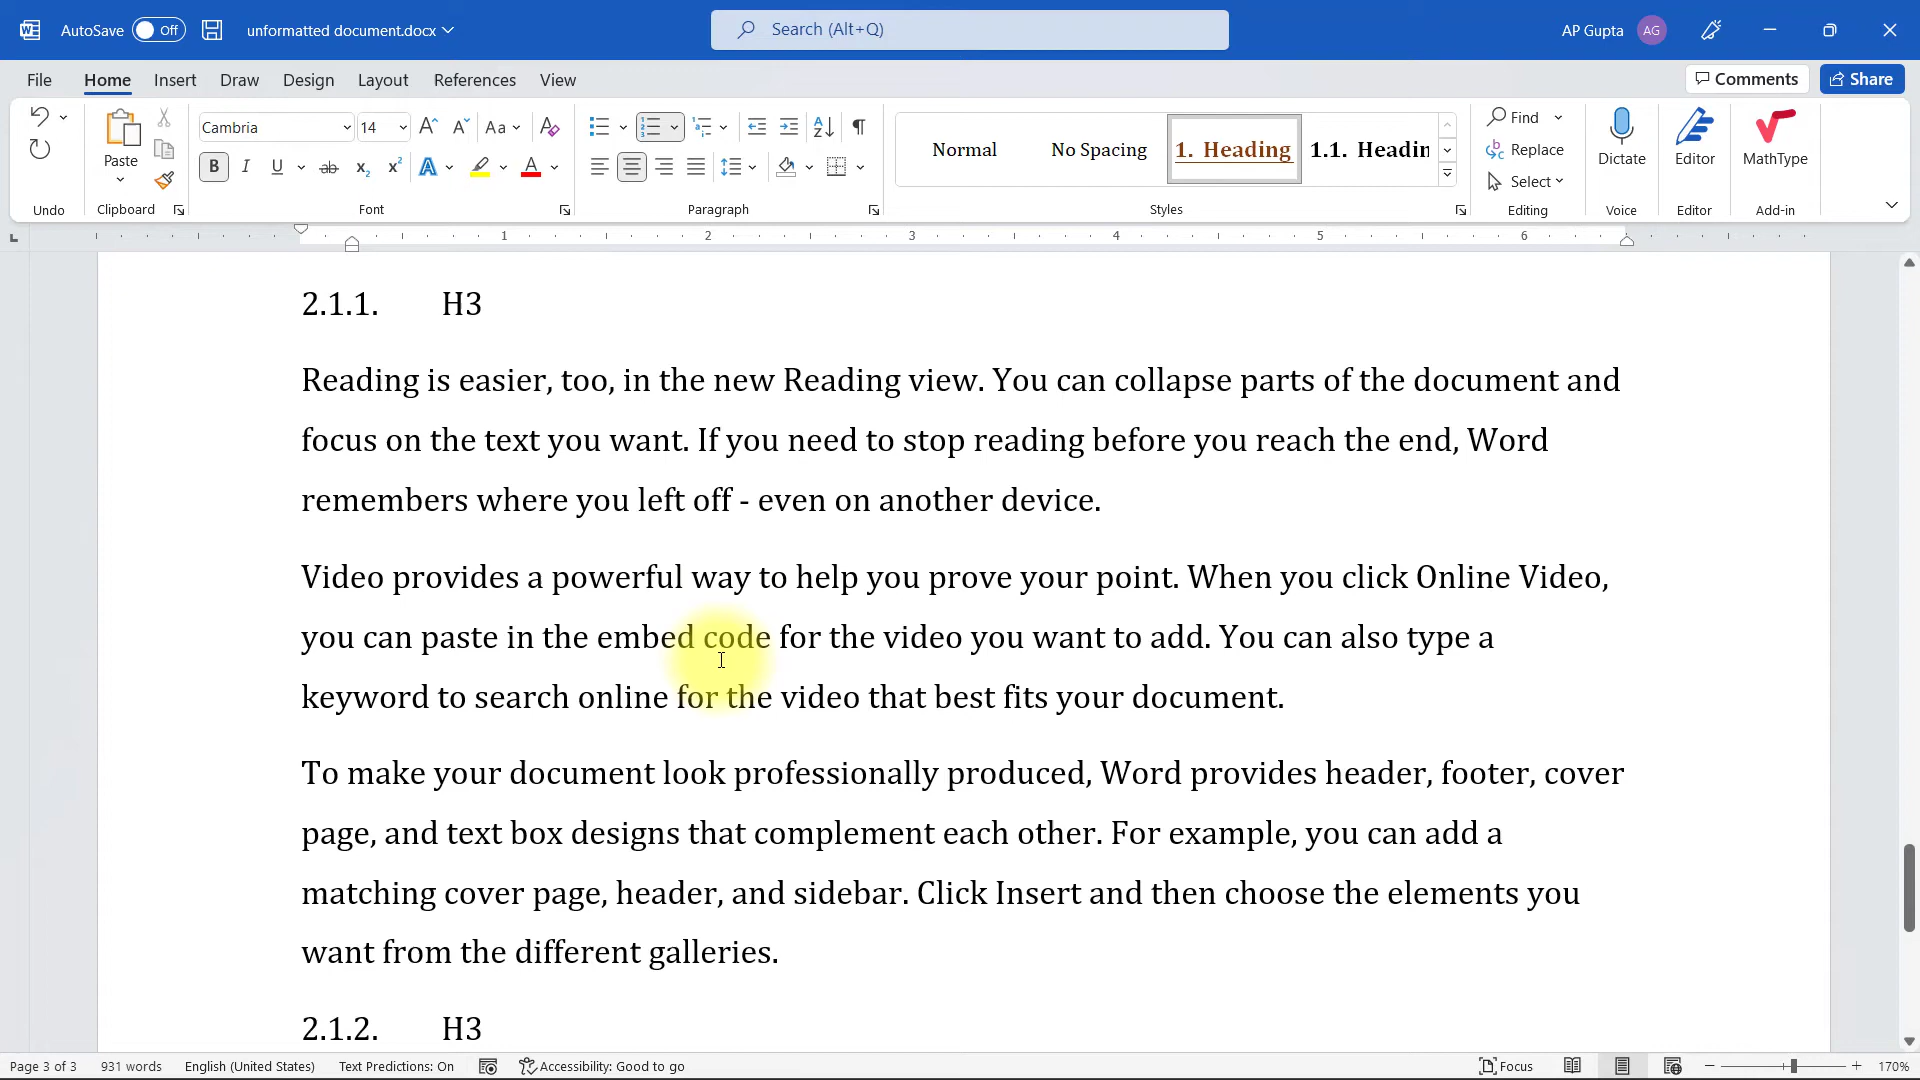 AutoSave Off unformatted document.docx Search (Alt+Q) AP Gupta AG
File Home Insert Draw Design Layout References View Comments Share
Paste
Cambria 14 Aa
B I U ab x₂ x² A A
Normal No Spacing 1. Heading 1.1. Headin
Find
Replace
Select
Dictate Editor MathType
Undo Clipboard Font Paragraph Styles Editing Voice Editor Add-in
1 2 3 4 5 6
2.1.1. H3
Reading is easier, too, in the new Reading view. You can collapse parts of the document and
focus on the text you want. If you need to stop reading before you reach the end, Word
remembers where you left off - even on another device.
Video provides a powerful way to help you prove your point. When you click Online Video,
you can paste in the embed code for the video you want to add. You can also type a
keyword to search online for the video that best fits your document.
To make your document look professionally produced, Word provides header, footer, cover
page, and text box designs that complement each other. For example, you can add a
matching cover page, header, and sidebar. Click Insert and then choose the elements you
want from the different galleries.
2.1.2. H3
Page 3 of 3 931 words English (United States) Text Predictions: On Accessibility: Good to go Focus 170%